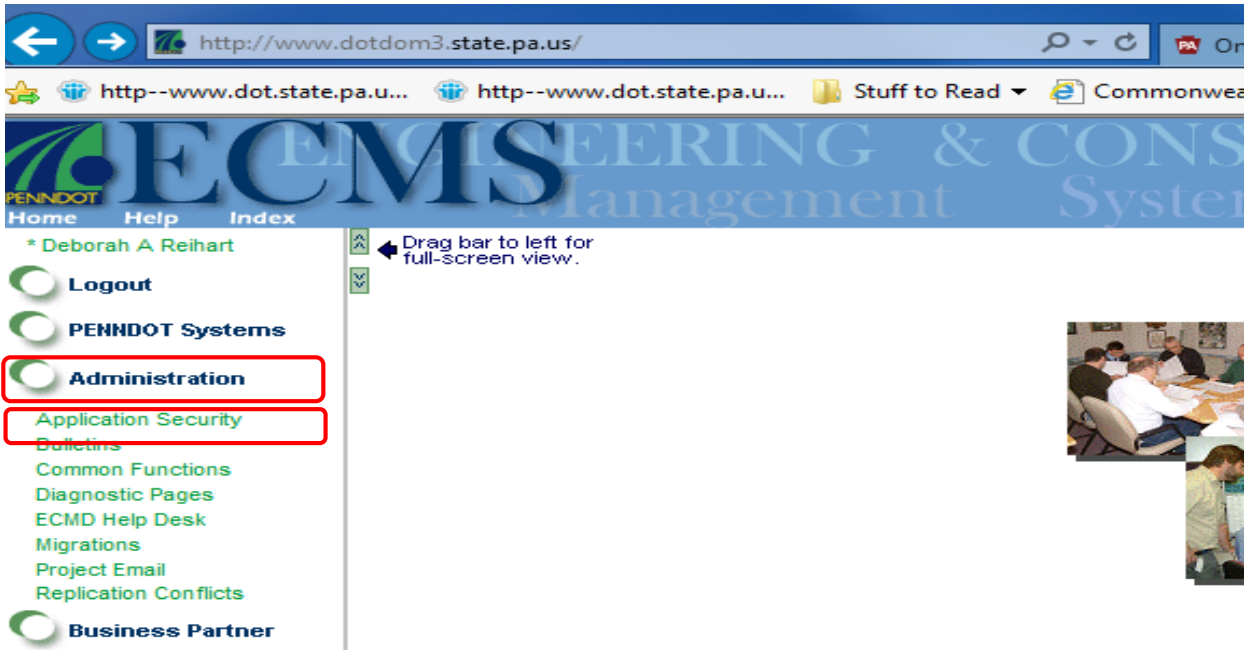 http://www.dotdom3.state.pa.us/
PA On
http--www.dot.state.pa.u... http--www.dot.state.pa.u... Stuff to Read Commonwea
ECMS
ENGINEERING & CONS
Management System
PENNDOT
Home Help Index
* Deborah A Reihart
Drag bar to left for
full-screen view.
Logout
PENNDOT Systems
Administration
Application Security
Bulletins
Common Functions
Diagnostic Pages
ECMD Help Desk
Migrations
Project Email
Replication Conflicts
Business Partner